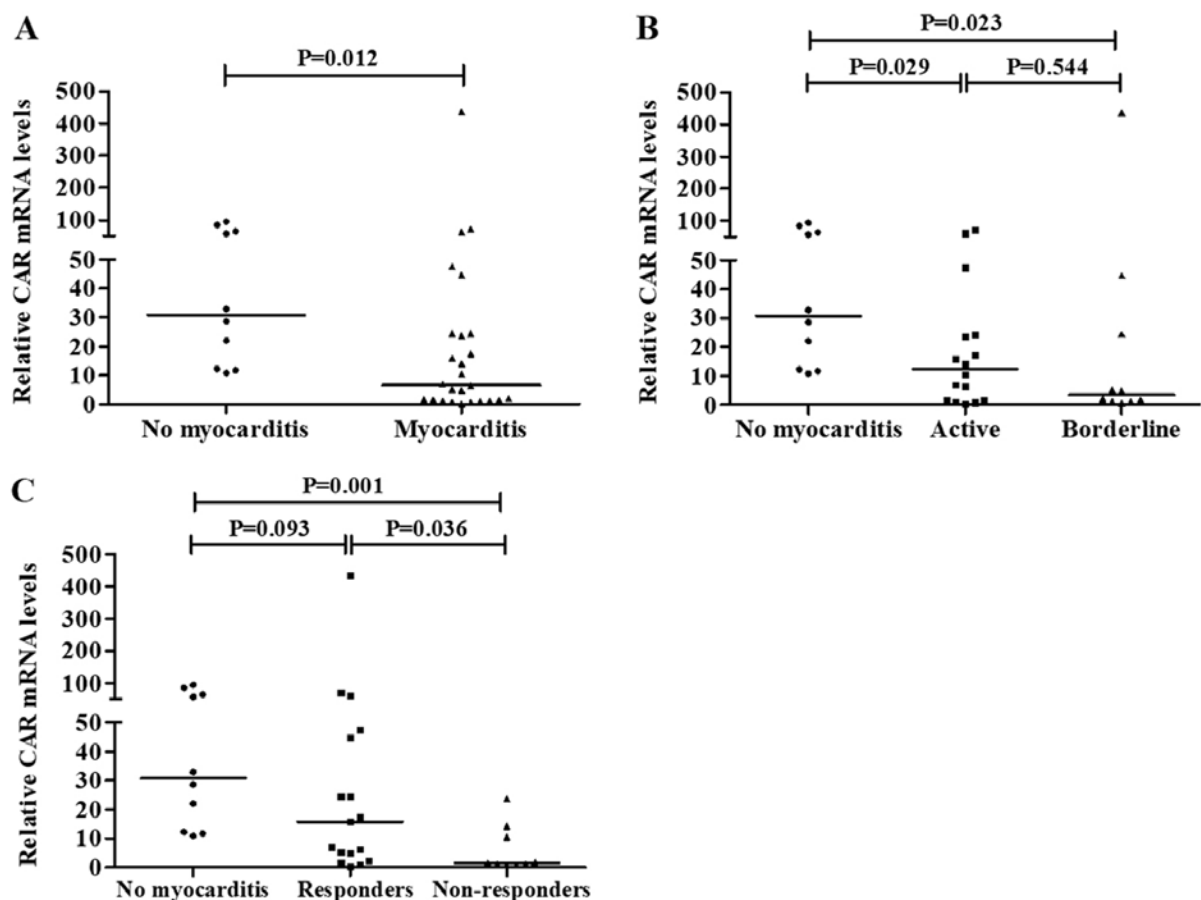 A
P=0.012
Relative CAR mRNA levels
500
400
300
200
100
50
40
30
20
10
0
No myocarditis Myocarditis
B
P=0.023
P=0.029 P=0.544
Relative CAR mRNA levels
500
400
300
200
100
50
40
30
20
10
0
No myocarditis Active Borderline
C
P=0.001
P=0.093 P=0.036
Relative CAR mRNA levels
500
400
300
200
100
50
40
30
20
10
0
No myocarditis Responders Non-responders